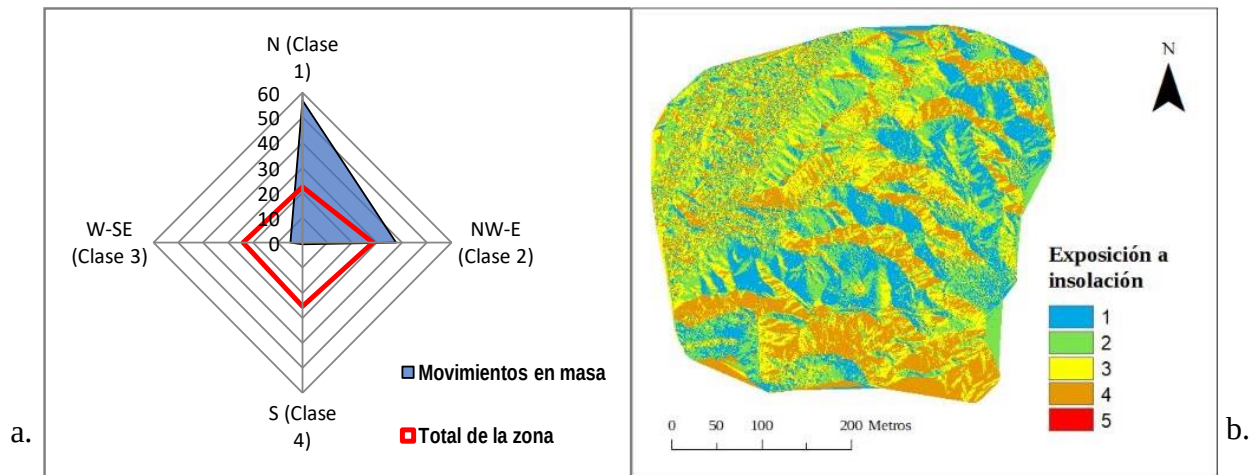 N (Clase
1)
60
50
40
30
20
10
0
W-SE
(Clase 3)
NW-E
(Clase 2)
S (Clase
4)
Movimientos en masa
Total de la zona
a.
N
Exposición a
insolación
1
2
3
4
5
0 100 200 Metros
b.